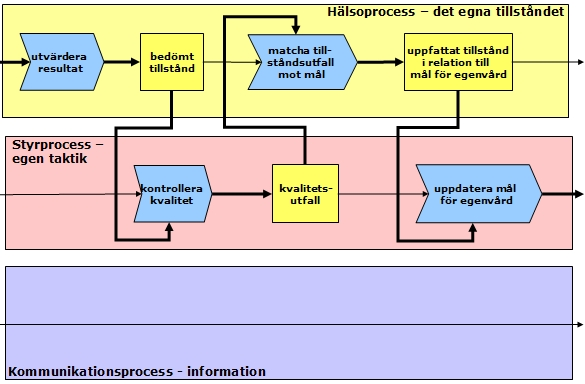 Hälsoprocess – det egna tillståndet
utvärdera
resultat
bedömt
tillstånd
matcha till-
ståndsutfall
mot mål
uppfattat tillstånd
i relation till
mål för egenvård
Styrprocess –
egen taktik
kontrollera
kvalitet
kvalitets-
utfall
uppdatera mål
för egenvård
Kommunikationsprocess - information